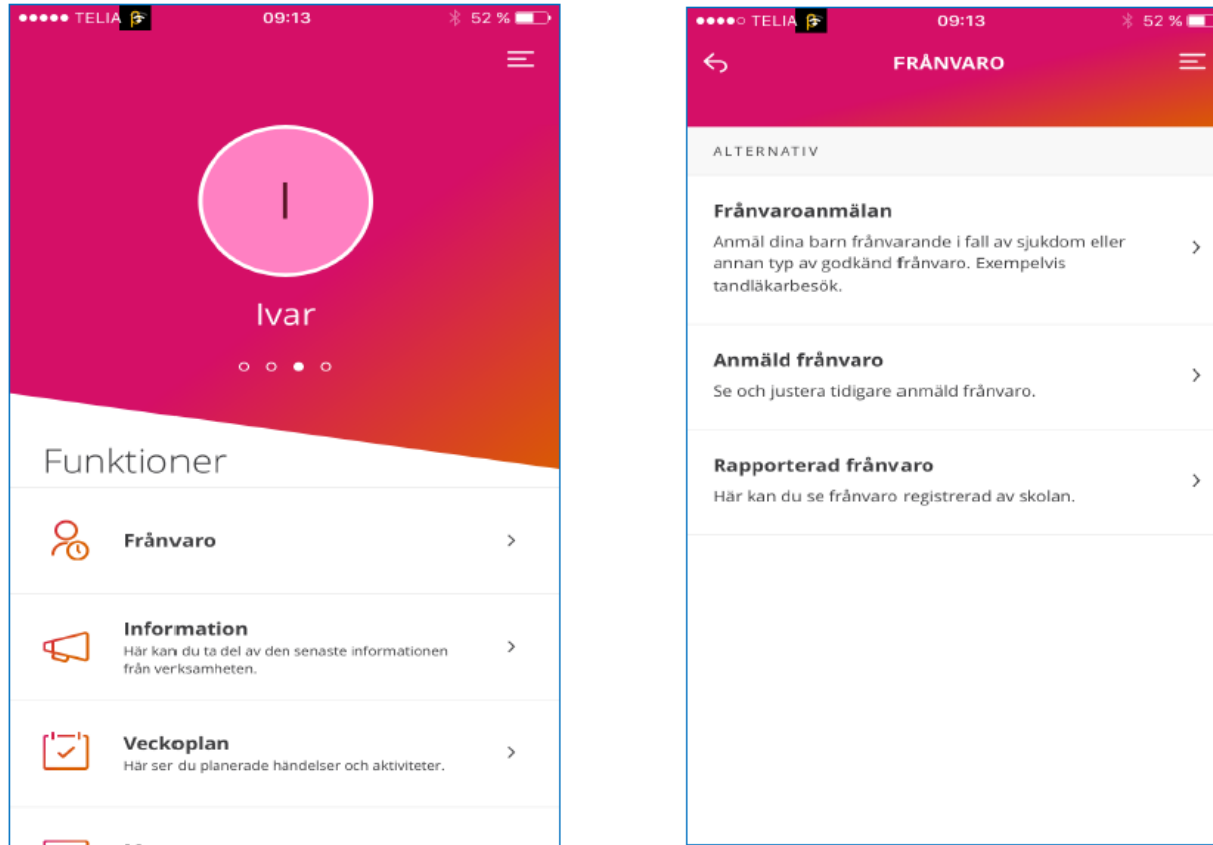 TELIA 09:13 52 %
I
Ivar
Funktioner
Frånvaro
Information
Här kan du ta del av den senaste informationen
från verksamheten.
Veckoplan
Här ser du planerade händelser och aktiviteter.
TELIA 09:13 52 %
FRÅNVARO
ALTERNATIV
Frånvaroanmälan
Anmäl dina barn frånvarande i fall av sjukdom eller
annan typ av godkänd frånvaro. Exempelvis
tandläkarbesök.
Anmäld frånvaro
Se och justera tidigare anmäld frånvaro.
Rapporterad frånvaro
Här kan du se frånvaro registrerad av skolan.